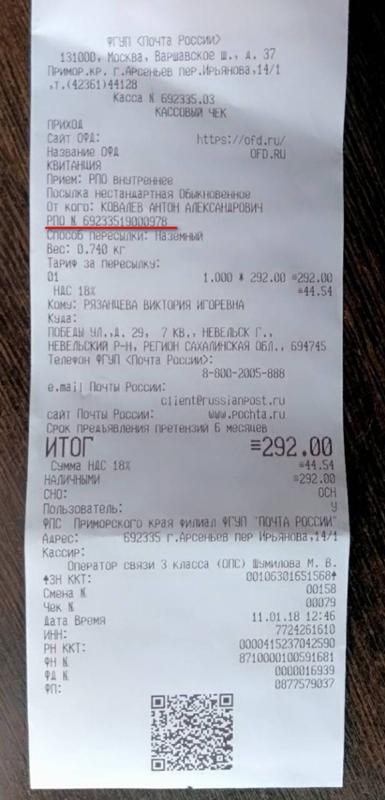 ФГУП <Почта России>
131000, Москва, Варшавское ш., д. 37
Примор.кр. г.Арсеньев пер.Ирьянова,14/1
,т.(42361)44128
Касса N 692335.03
КАССОВЫЙ ЧЕК
ПРИХОД
Сайт ОФД: https://ofd.ru/
Название ОФД OFD.RU
КВИТАНЦИЯ
Прием: РПО внутреннее
Посылка нестандартная Обыкновенное
От кого: КОВАЛЕВ АНТОН АЛЕКСАНДРОВИЧ
РПО N 69233519000978
Способ пересылки: Наземный
Вес: 0.740 кг
Тариф за пересылку:
01 1.000 * 292.00 =292.00
НДС 18% =44.54
Кому: РЯЗАНЦЕВА ВИКТОРИЯ ИГОРЕВНА
Куда:
ПОБЕДЫ УЛ.,д. 29, 7 КВ., НЕВЕЛЬСК Г.,
НЕВЕЛЬСКИЙ Р-Н, РЕГИОН САХАЛИНСКАЯ ОБЛ., 694745
Телефон ФГУП <Почта России>:
8-800-2005-888
e.mail Почты России:
client@russianpost.ru
сайт Почты России: www.pochta.ru
Срок предъявления претензий 6 месяцев
ИТОГ =292.00
Сумма НДС 18% =44.54
НАЛИЧНЫМИ =292.00
СНО: ОСН
Пользователь: У
ФПС Приморского края филиал ФГУП "ПОЧТА РОССИИ"
Адрес: 692335 г.Арсеньев пер.Ирьянова,14/1
Кассир:
Оператор связи 3 класса (ОПС) Шумилова М. В.
ЗН ККТ: 00106301651568
Смена N 00158
Чек N 00079
Дата Время 11.01.18 12:46
ИНН: 7724261610
РН ККТ: 0000415237042590
ФН N 8710000100591681
ФД N 0000016939
ФП: 0877579037